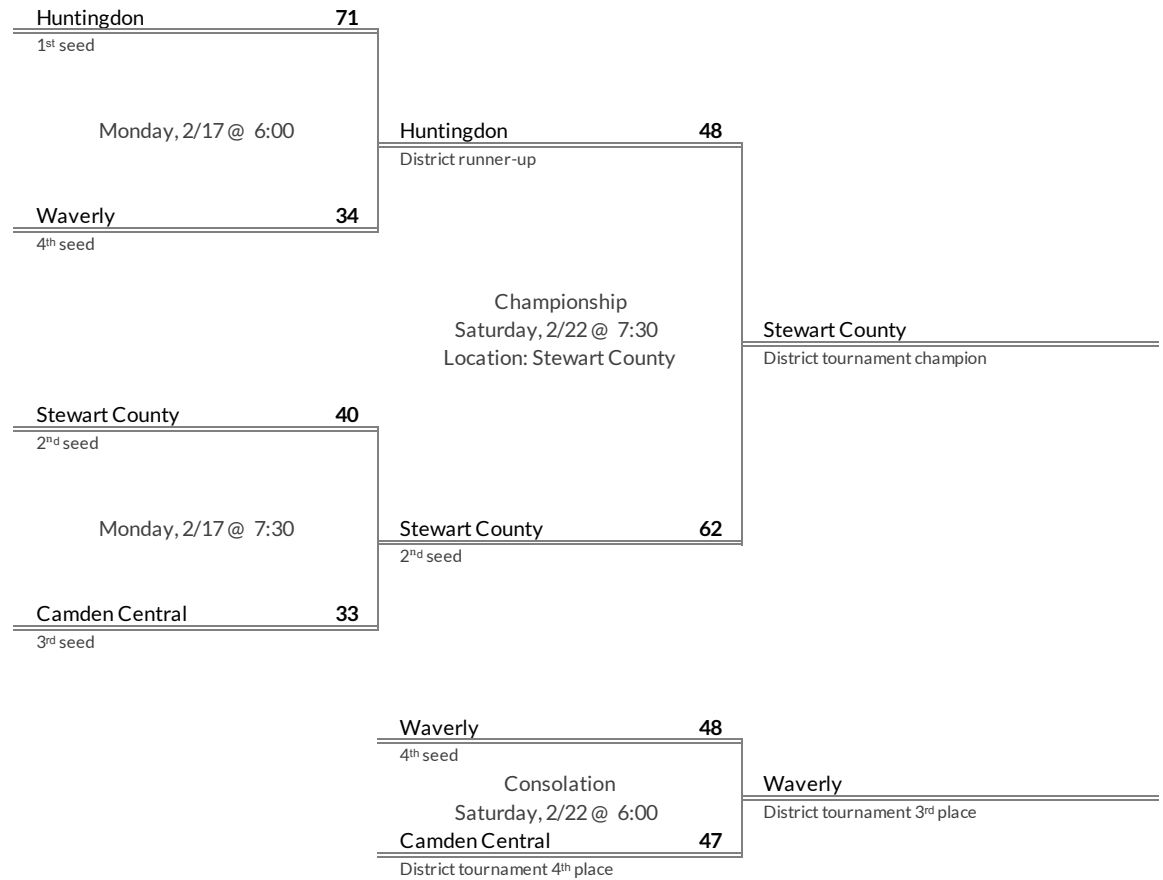 Huntingdon 71
1st seed
Monday, 2/17 @ 6:00
Waverly 34
4th seed
Huntingdon 48
District runner-up
Championship
Saturday, 2/22 @ 7:30
Location: Stewart County
Stewart County
District tournament champion
Stewart County 40
2nd seed
Monday, 2/17 @ 7:30
Camden Central 33
3rd seed
Stewart County 62
2nd seed
Waverly 48
4th seed
Consolation
Saturday, 2/22 @ 6:00
Camden Central 47
District tournament 4th place
Waverly
District tournament 3rd place